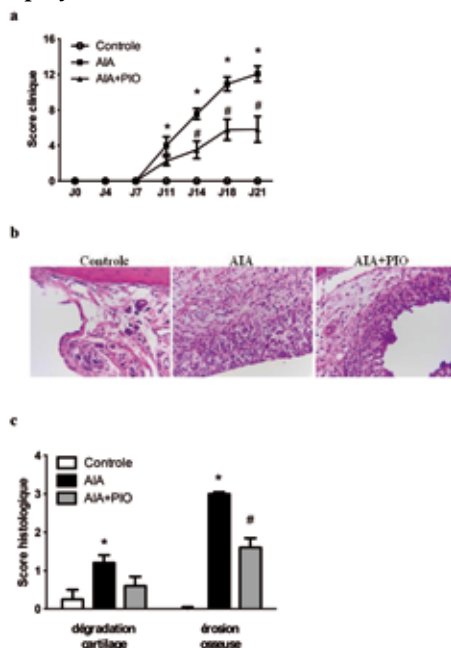 a
Controle
AIA
AIA+PIO
Score clinique
16
12
8
4
0
J0 J4 J7 J11 J14 J18 J21
* * * *
# # #
b
Controle AIA AIA+PIO
c
Controle
AIA
AIA+PIO
Score histologique
4
3
2
1
0
* * #
dégradation cartilage
érosion osseuse